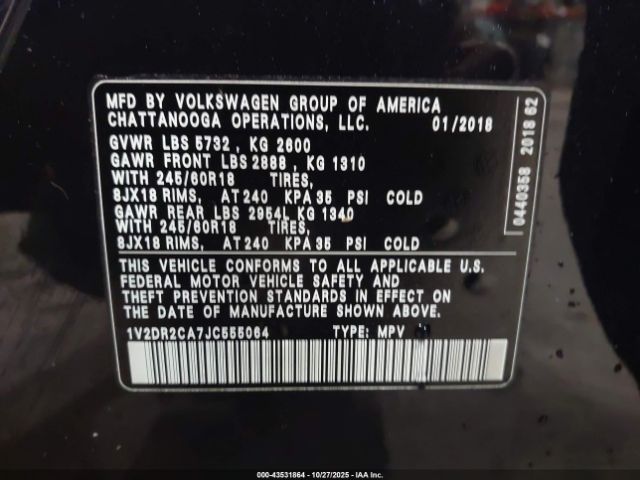 MFD BY VOLKSWAGEN GROUP OF AMERICA
CHATTANOOGA OPERATIONS, LLC. 01/2018
GVWR LBS 5732 , KG 2600
GAWR FRONT LBS 2888 , KG 1310
WITH 245/60R18 TIRES,
8JX18 RIMS, AT 240 KPA 35 PSI COLD
GAWR REAR LBS 2954L KG 1340
WITH 245/60R18 TIRES,
8JX18 RIMS, AT 240 KPA 35 PSI COLD
THIS VEHICLE CONFORMS TO ALL APPLICABLE U.S.
FEDERAL MOTOR VEHICLE SAFETY AND
THEFT PREVENTION STANDARDS IN EFFECT ON
THE DATE OF MANUFACTURE SHOWN ABOVE.
1V2DR2CA7JC555064 TYPE: MPV
0440358 2018 62
000-43531864 - 10/27/2025 - IAA Inc.